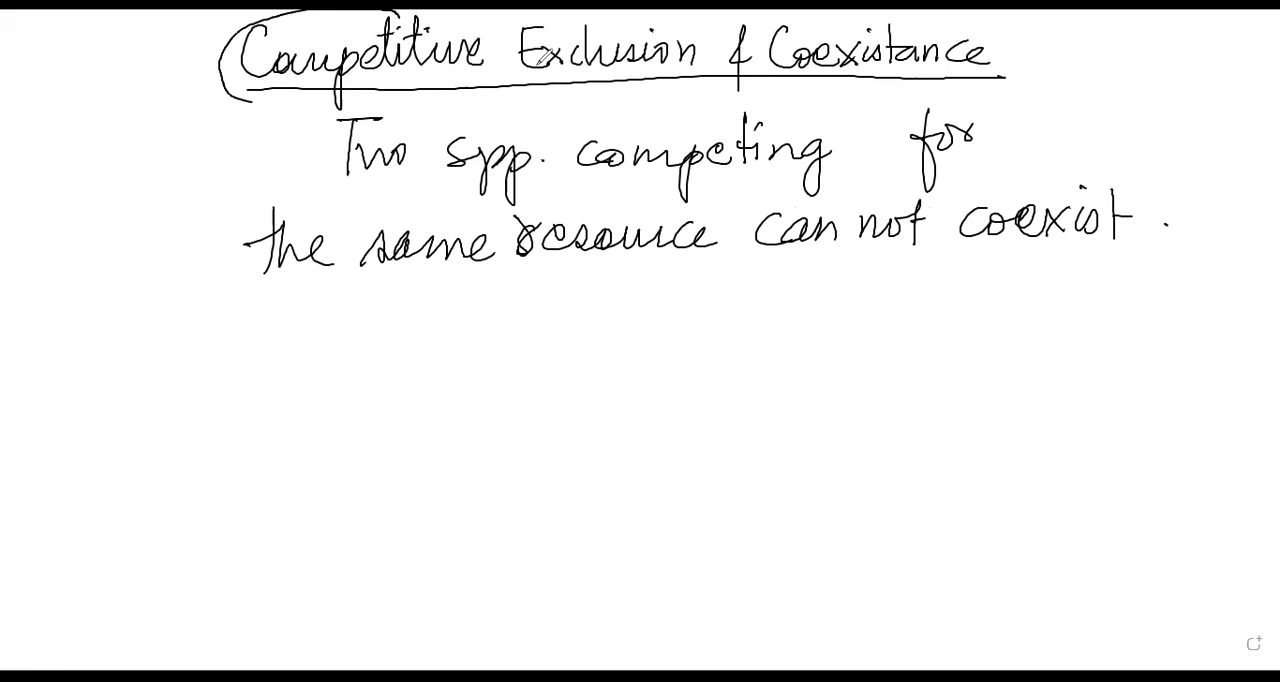 Competitive Exclusion & Coexistance
Two spp. competing for
the same resource can not coexist.